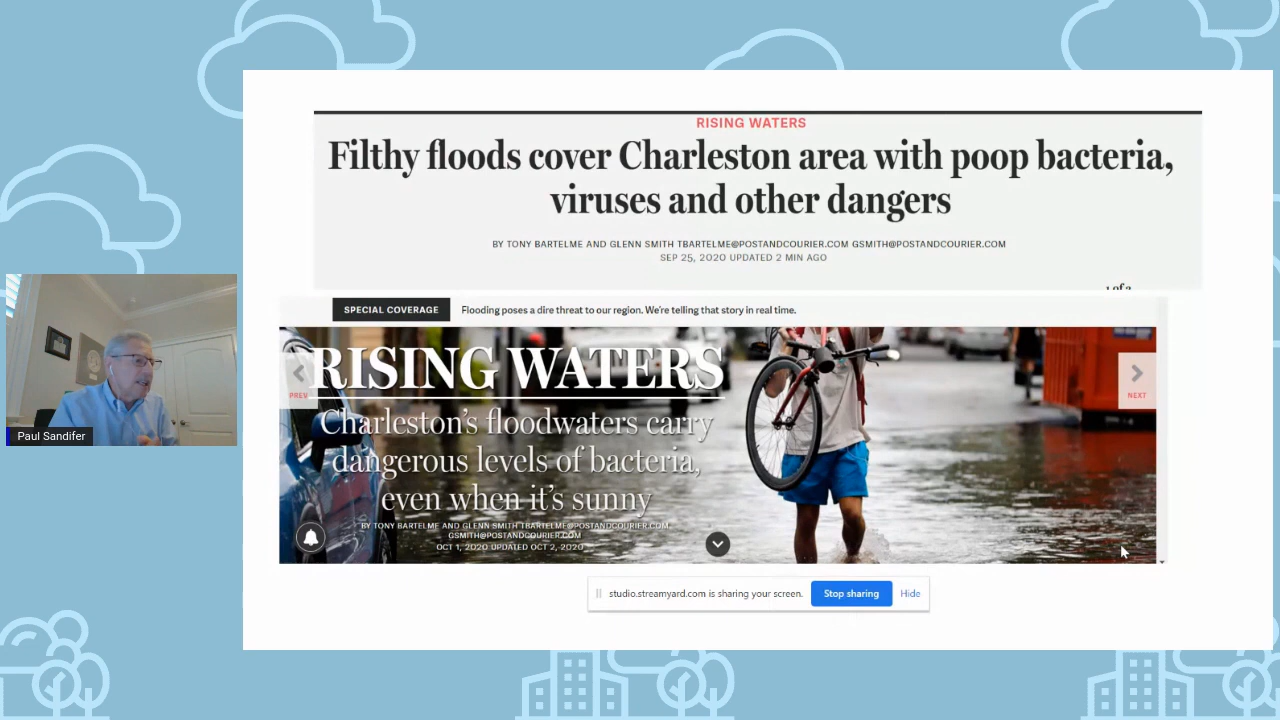 RISING WATERS
Filthy floods cover Charleston area with poop bacteria,
viruses and other dangers
BY TONY BARTELME AND GLENN SMITH TBARTELME@POSTANDCOURIER.COM GSMITH@POSTANDCOURIER.COM
SEP 25, 2020 UPDATED 2 MIN AGO
SPECIAL COVERAGE Flooding poses a dire threat to our region. We're telling that story in real time.
RISING WATERS
PREV
NEXT
Charleston's floodwaters carry
dangerous levels of bacteria,
even when it's sunny
BY TONY BARTELME AND GLENN SMITH TBARTELME@POSTANDCOURIER.COM
GSMITH@POSTANDCOURIER.COM
OCT 1, 2020 UPDATED OCT 2, 2020
Paul Sandifer
studio.streamyard.com is sharing your screen. Stop sharing Hide